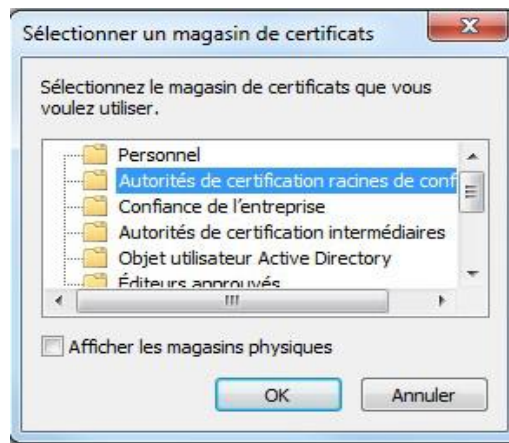 Sélectionner un magasin de certificats
Sélectionnez le magasin de certificats que vous
voulez utiliser.
Personnel
Autorités de certification racines de conf
Confiance de l'entreprise
Autorités de certification intermédiaires
Objet utilisateur Active Directory
Éditeurs approuvés
Afficher les magasins physiques
OK
Annuler